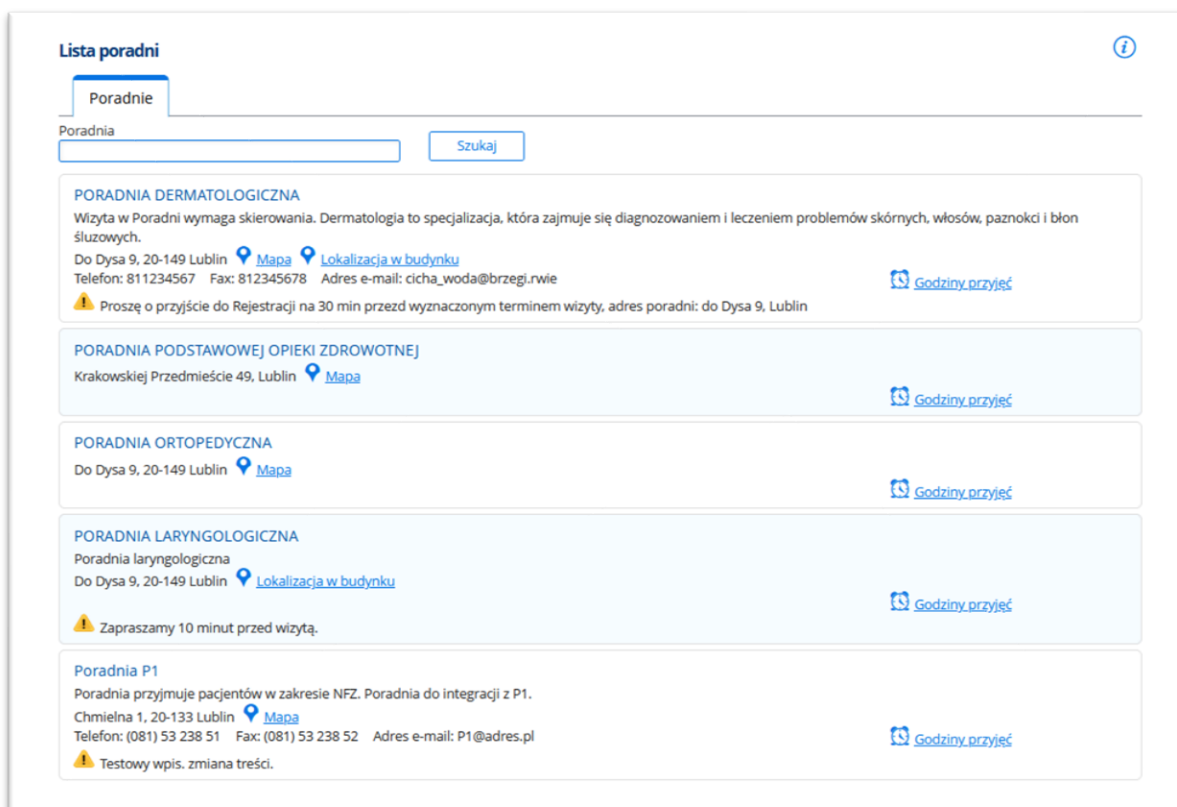 Lista poradni
Poradnie
Poradnia
Szukaj
PORADNIA DERMATOLOGICZNA
Wizyta w Poradni wymaga skierowania. Dermatologia to specjalizacja, która zajmuje się diagnozowaniem i leczeniem problemów skórnych, włosów, paznokci i błon
śluzowych.
Do Dysa 9, 20-149 Lublin Mapa Lokalizacja w budynku
Telefon: 811234567 Fax: 812345678 Adres e-mail: cicha_woda@brzegi.rwie
Godziny przyjęć
Proszę o przyjście do Rejestracji na 30 min przezd wyznaczonym terminem wizyty, adres poradni: do Dysa 9, Lublin
PORADNIA PODSTAWOWEJ OPIEKI ZDROWOTNEJ
Krakowskiej Przedmieście 49, Lublin Mapa
Godziny przyjęć
PORADNIA ORTOPEDYCZNA
Do Dysa 9, 20-149 Lublin Mapa
Godziny przyjęć
PORADNIA LARYNGOLOGICZNA
Poradnia laryngologiczna
Do Dysa 9, 20-149 Lublin Lokalizacja w budynku
Godziny przyjęć
Zapraszamy 10 minut przed wizytą.
Poradnia P1
Poradnia przyjmuje pacjentów w zakresie NFZ. Poradnia do integracji z P1.
Chmielna 1, 20-133 Lublin Mapa
Telefon: (081) 53 238 51 Fax: (081) 53 238 52 Adres e-mail: P1@adres.pl
Godziny przyjęć
Testowy wpis. zmiana treści.